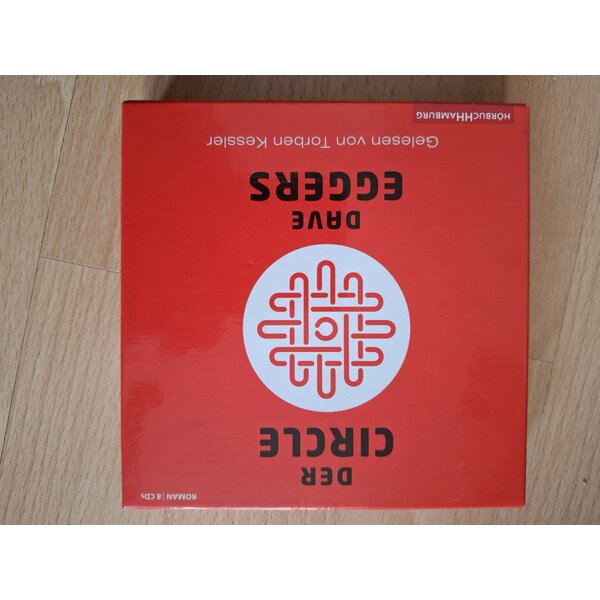 ROMAN | 8 CDs
DER
CIRCLE
DAVE
EGGERS
Gelesen von Torben Kessler
HÖRBUCHHAMBURG